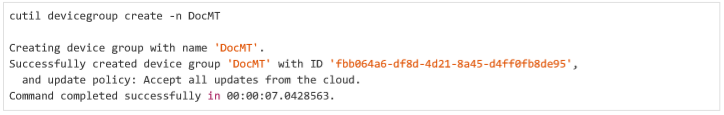 cutil devicegroup create -n DocMT
Creating device group with name 'DocMT'.
Successfully created device group 'DocMT' with ID 'fbb064a6-df8d-4d21-8a45-d4ff0fb8de95',
and update policy: Accept all updates from the cloud.
Command completed successfully in 00:00:07.0428563.